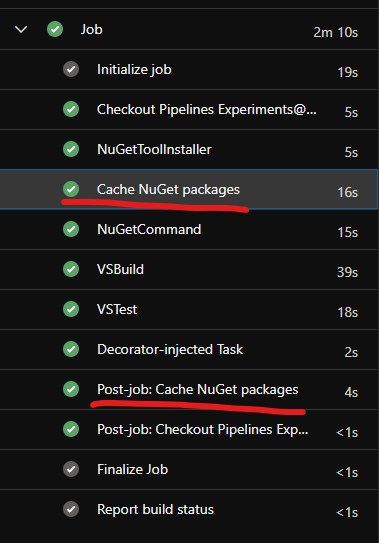 Job 2m 10s
Initialize job 19s
Checkout Pipelines Experiments@... 5s
NuGetToolInstaller 5s
Cache NuGet packages 16s
NuGetCommand 15s
VSBuild 39s
VSTest 18s
Decorator-injected Task 2s
Post-job: Cache NuGet packages 4s
Post-job: Checkout Pipelines Exp... <1s
Finalize Job <1s
Report build status <1s